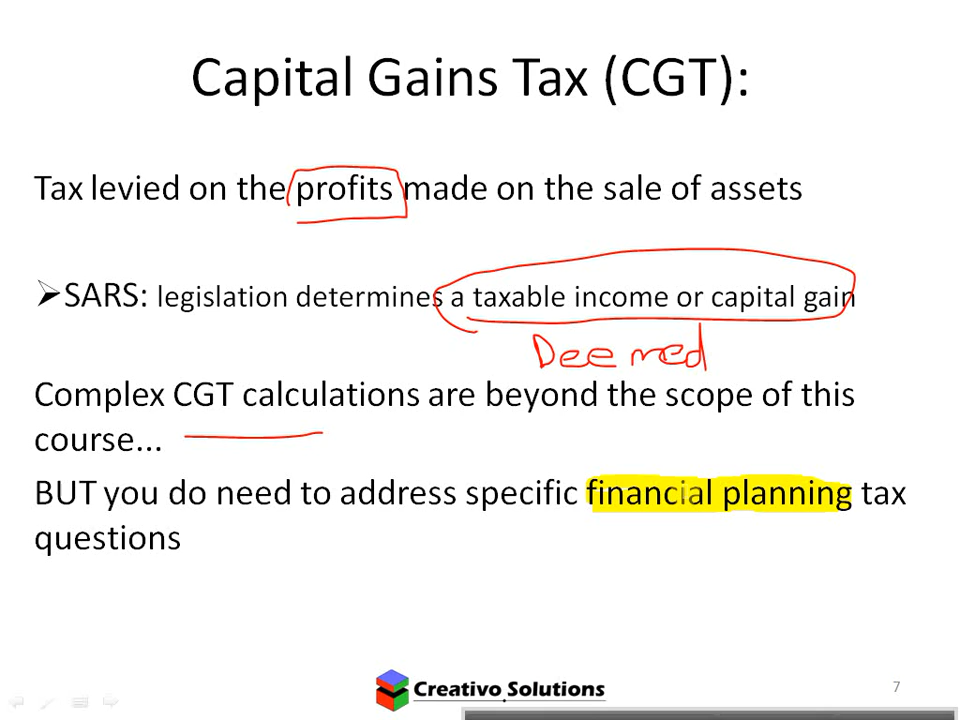 Capital Gains Tax (CGT):
Tax levied on the profits made on the sale of assets
➢SARS: legislation determines a taxable income or capital gain
Deemed
Complex CGT calculations are beyond the scope of this
course...
BUT you do need to address specific financial planning tax
questions
Creativo Solutions
7